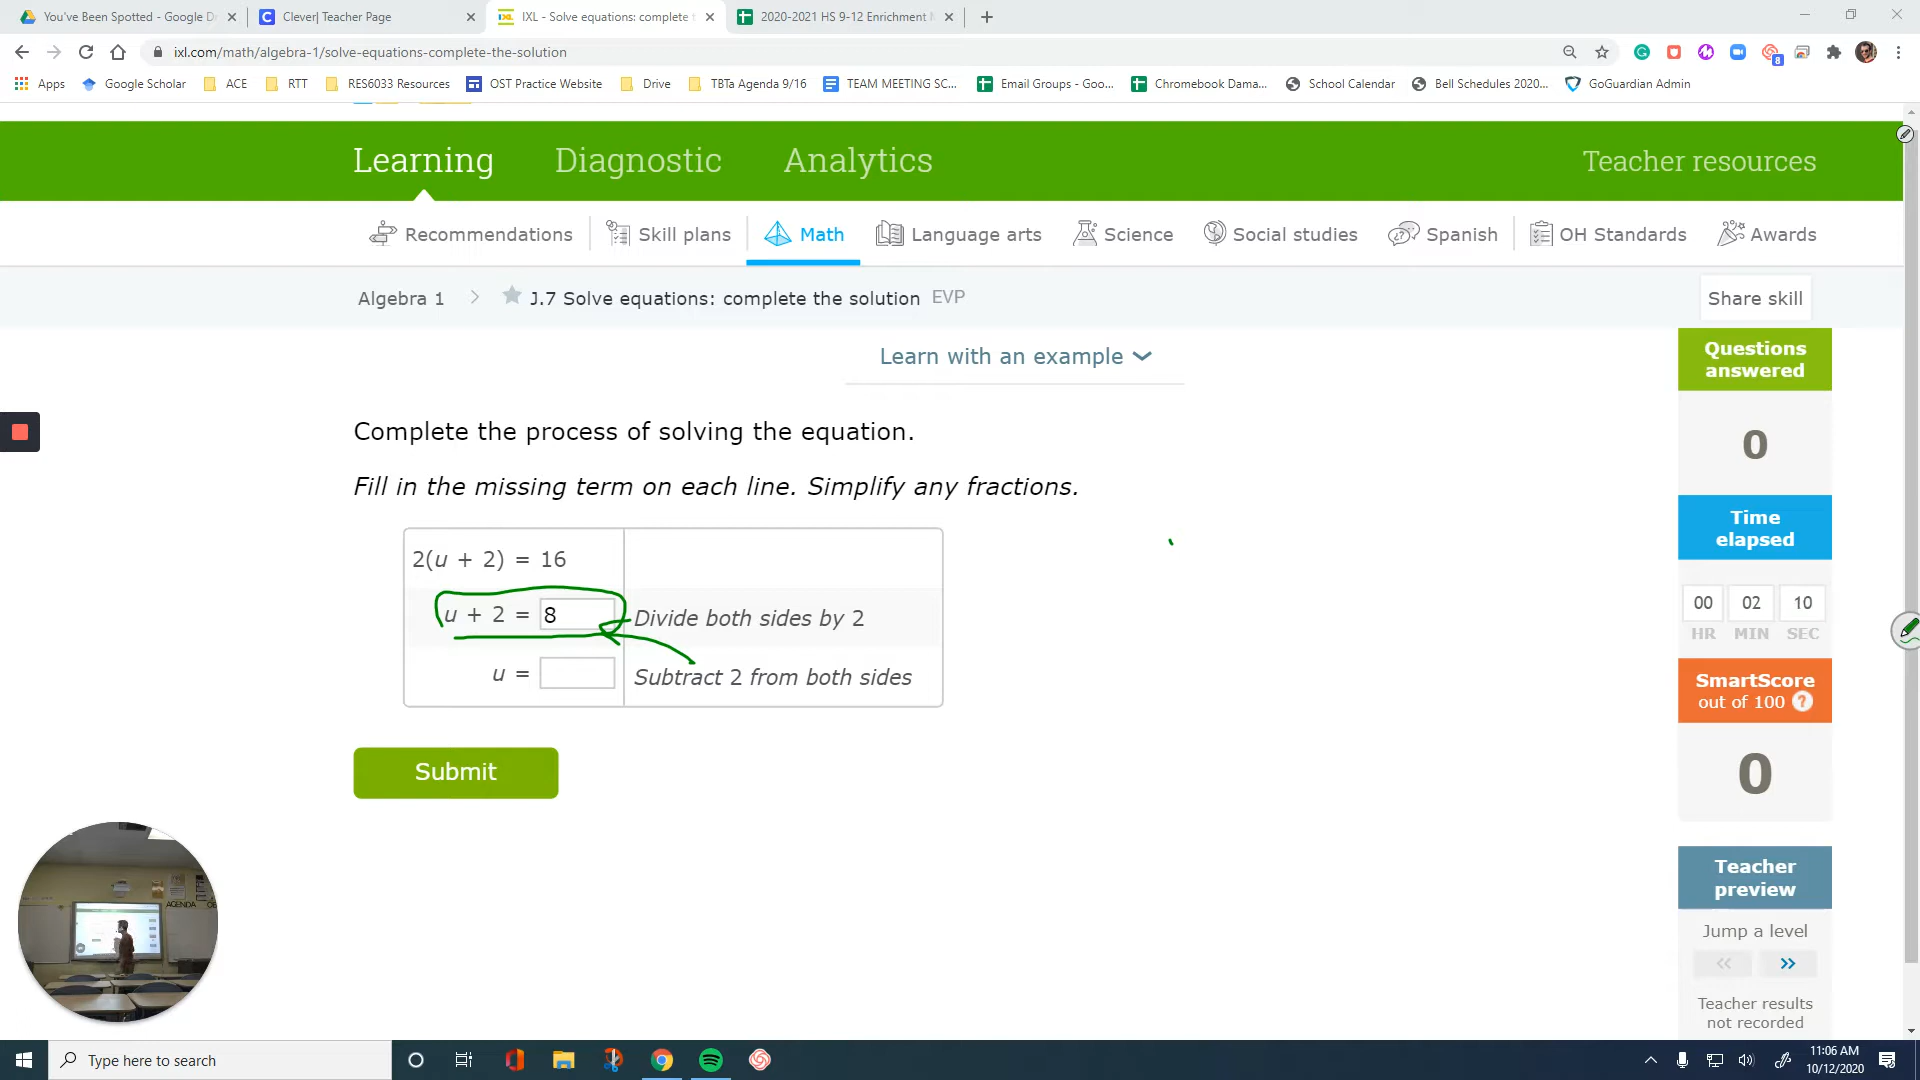 You've Been Spotted - Google Dr
Clever| Teacher Page
IXL - Solve equations: complete t
2020-2021 HS 9-12 Enrichment M
ixl.com/math/algebra-1/solve-equations-complete-the-solution
8
Apps
Google Scholar
ACE
RTT
RES6033 Resources
OST Practice Website
Drive
TBTa Agenda 9/16
TEAM MEETING SC...
Email Groups - Goo...
Chromebook Dama...
School Calendar
Bell Schedules 2020...
GoGuardian Admin
Learning Diagnostic Analytics Teacher resources
Recommendations Skill plans Math Language arts Science Social studies Spanish OH Standards Awards
Algebra 1 > J.7 Solve equations: complete the solution EVP
Share skill
Learn with an example
Questions answered
0
Complete the process of solving the equation.
Fill in the missing term on each line. Simplify any fractions.
2(u + 2) = 16
u + 2 = 8 Divide both sides by 2
u = Subtract 2 from both sides
Submit
Time elapsed
00 02 10
HR MIN SEC
SmartScore
out of 100 ?
0
Teacher preview
Jump a level
Teacher results
not recorded
AGENDA
Type here to search
11:06 AM
10/12/2020